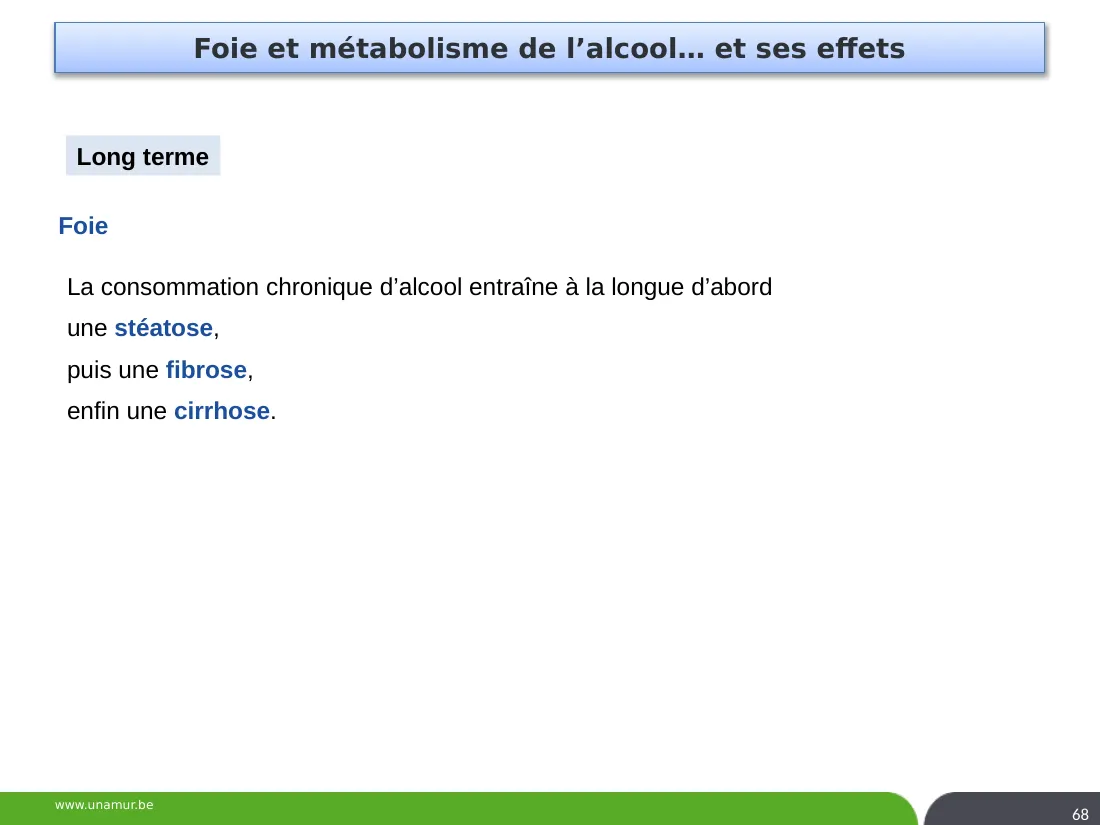 Foie et métabolisme de l’alcool… et ses effets
Long terme
Foie
La consommation chronique d’alcool entraîne à la longue d’abord
une stéatose,
puis une fibrose,
enfin une cirrhose.
www.unamur.be
68